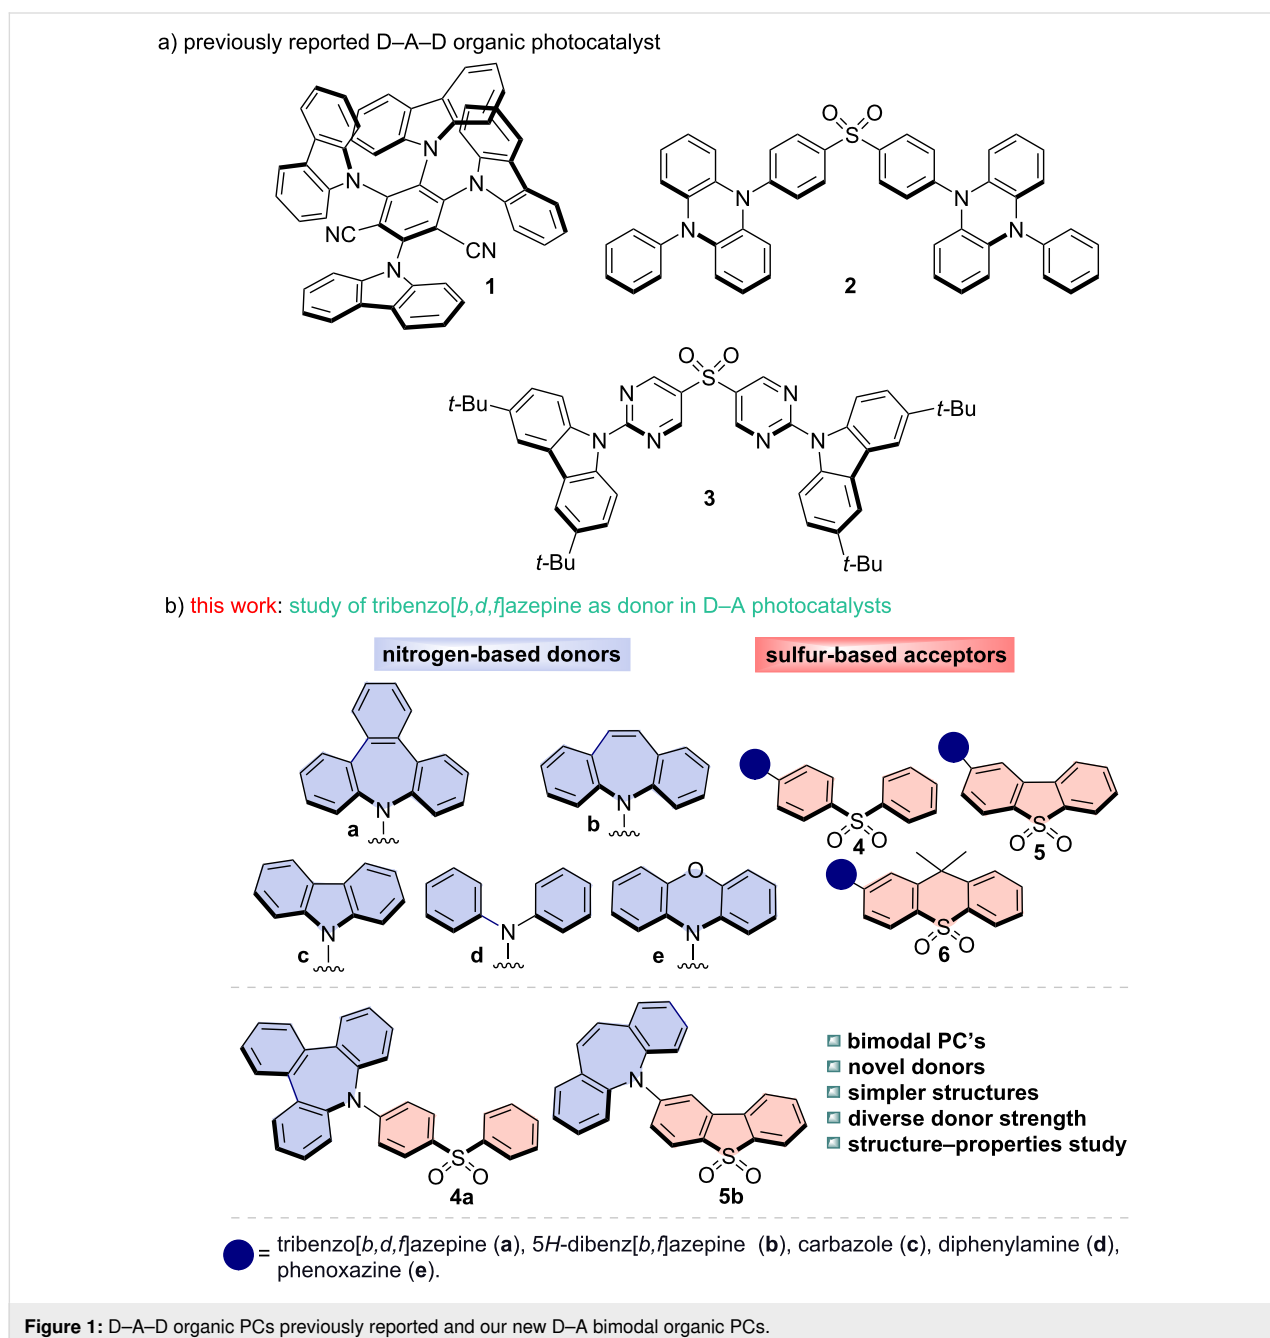 a) previously reported D–A–D organic photocatalyst
N
N
N
NC
CN
N
1
O O
S
N
N
N
N
2
O O
S
t-Bu
N
N
t-Bu
N
N
N
N
3
t-Bu
t-Bu
b) this work: study of tribenzo[b,d,f]azepine as donor in D–A photocatalysts
nitrogen-based donors
sulfur-based acceptors
N
a
N
b
S
O O
4
S
O O
5
N
c
N
d
O
N
e
S
O O
6
N
S
O O
4a
N
S
O O
5b
bimodal PC's
novel donors
simpler structures
diverse donor strength
structure–properties study
= tribenzo[b,d,f]azepine (a), 5H-dibenz[b,f]azepine (b), carbazole (c), diphenylamine (d),
phenoxazine (e).
Figure 1: D–A–D organic PCs previously reported and our new D–A bimodal organic PCs.